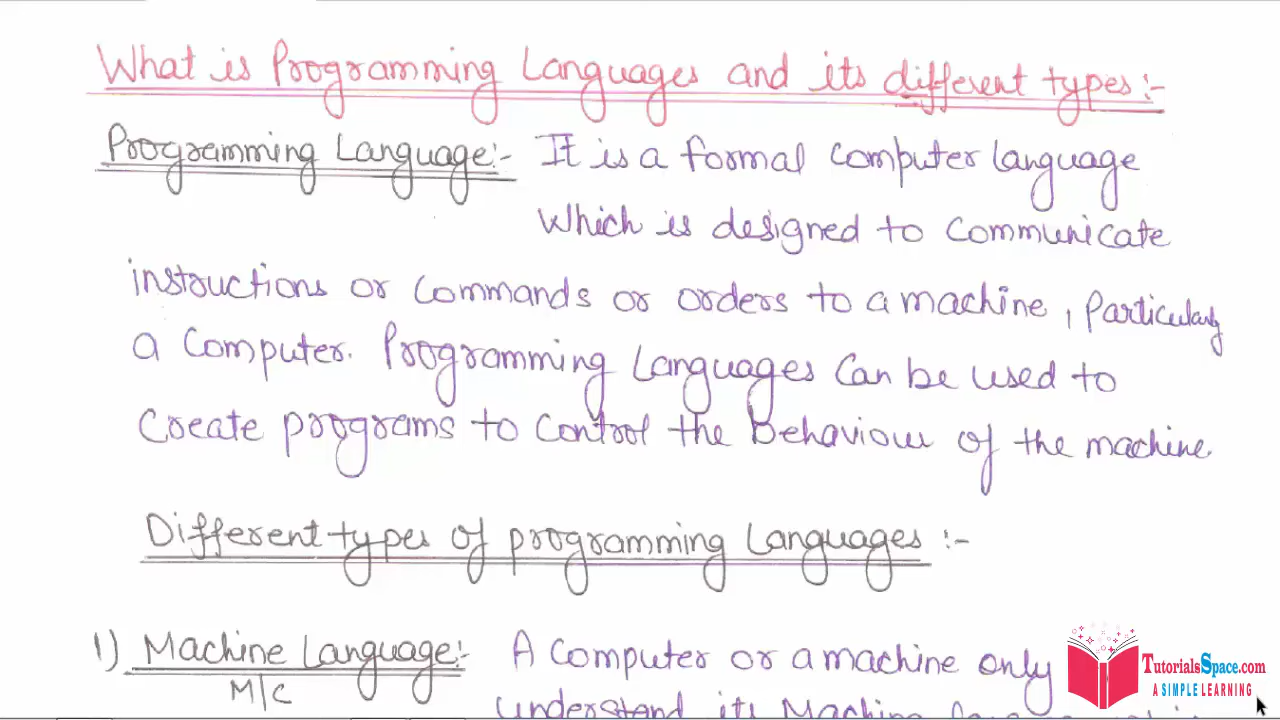 What is Programming Languages and its different types:-
Programming Language:- It is a formal computer language
which is designed to communicate
instructions or commands or orders to a machine, particularly
a computer. Programming Languages can be used to
create programs to control the behaviour of the machine.
Different types of programming Languages :-
1) Machine Language:- A computer or a machine only
M/C
understand its Machine
TutorialsSpace.com
A SIMPLE LEARNING